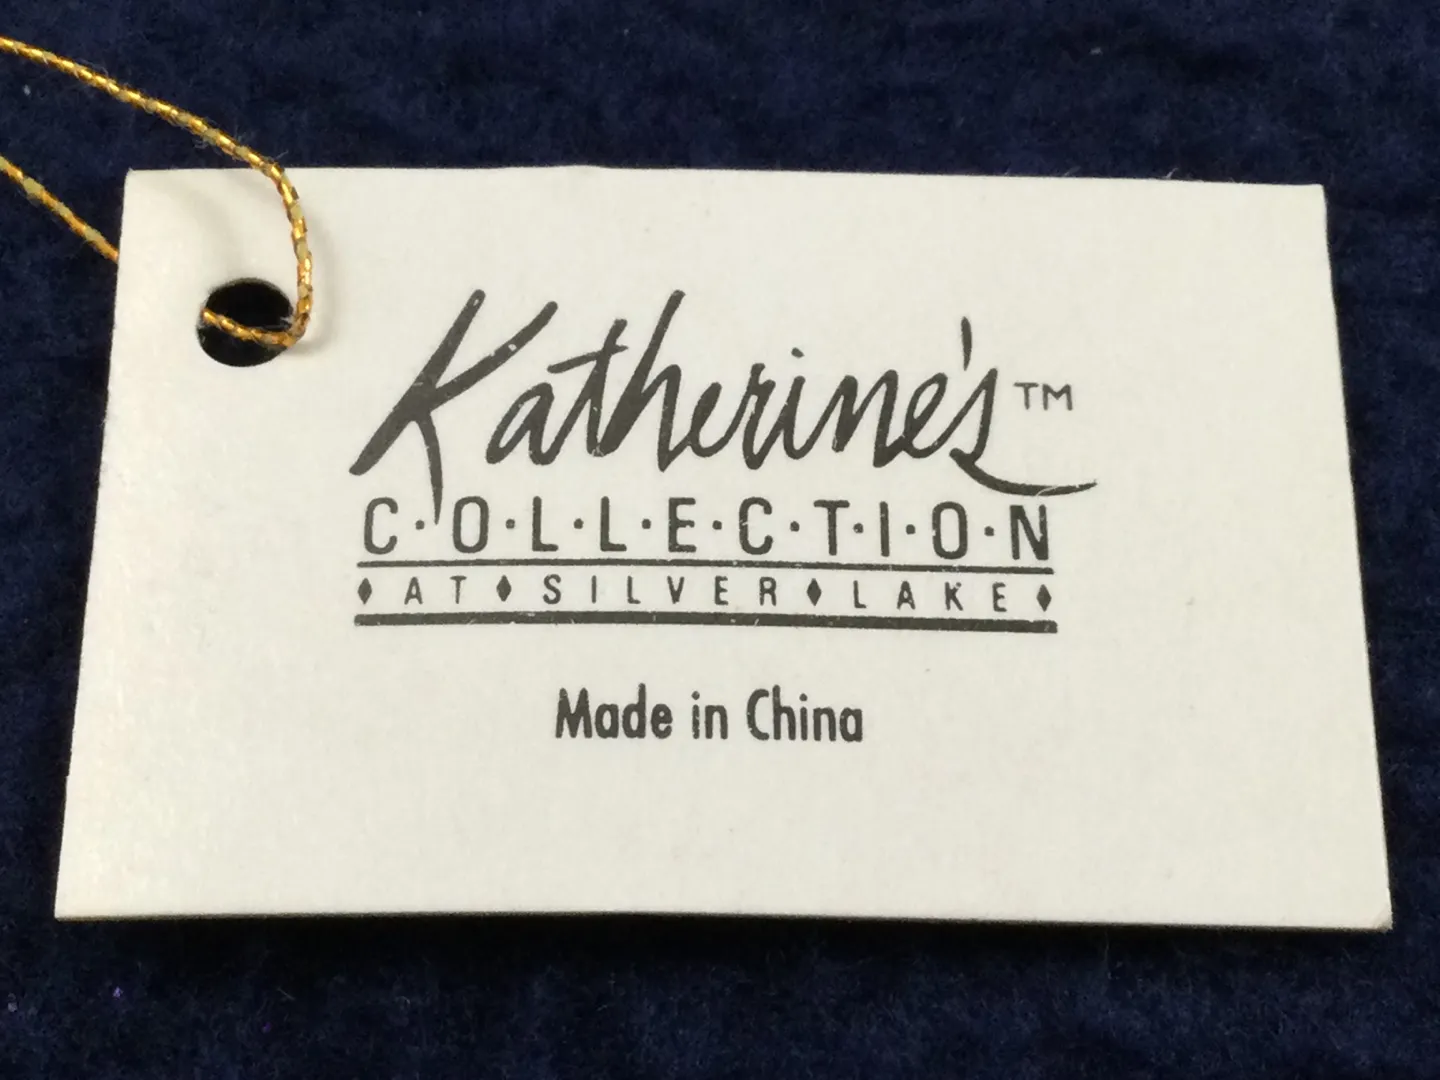 Katherine's™
C·O·L·L·E·C·T·I·O·N
♦AT♦SILVER♦LAKE♦
Made in China